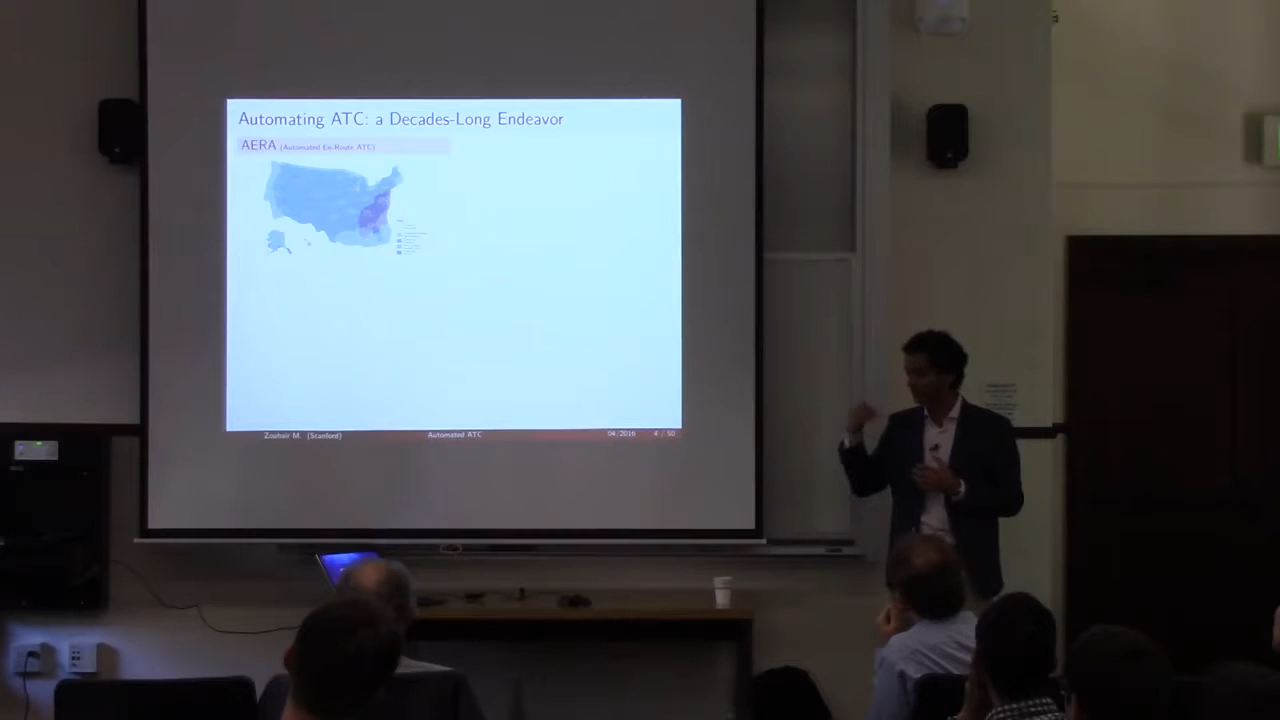 Automating ATC: a Decades-Long Endeavor
AERA (Automated En-Route ATC)
Zouhair M. (Stanford)
Automated ATC
04/2016
4 / 50